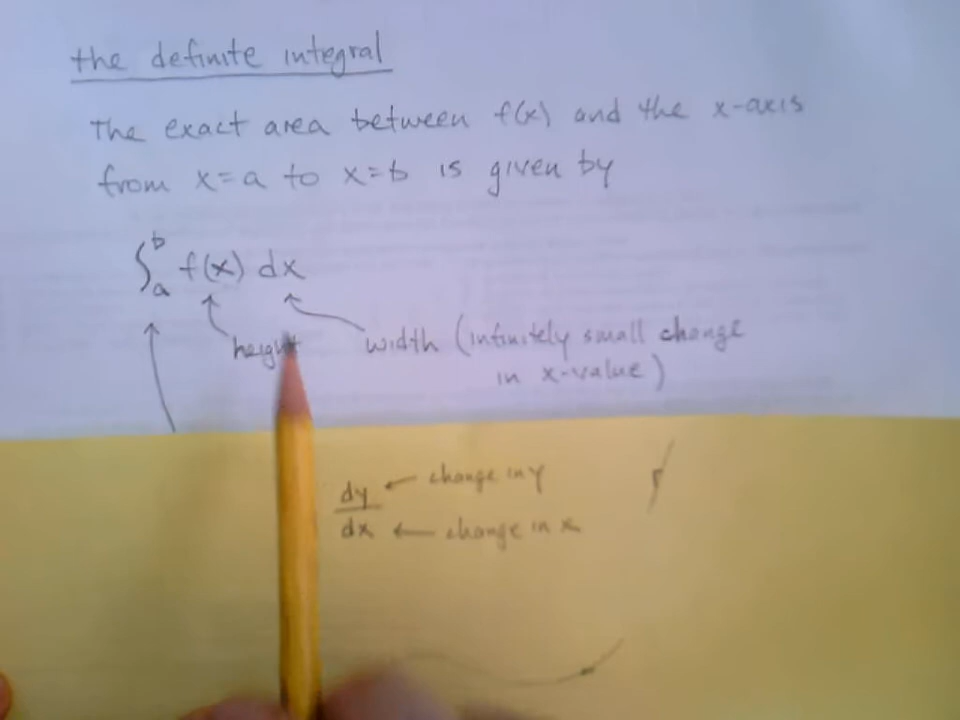 the definite integral
The exact area between f(x) and the x-axis
from x=a to x=b is given by
∫ₐᵇ f(x) dx
height
width (infinitely small change
in x-value)
dy ← change in y
dx ← change in x